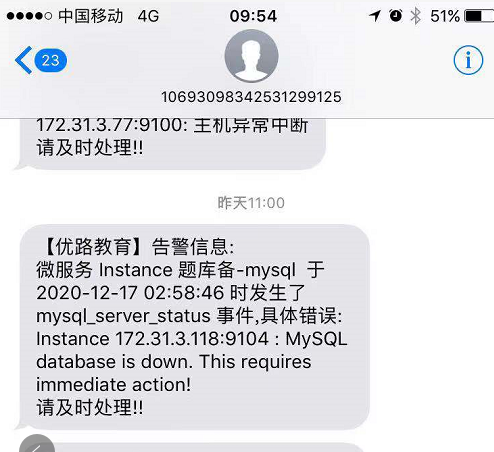 中国移动 4G 09:54 51%
23
10693098342531299125
172.31.3.77:9100: 主机异常中断
请及时处理!!
昨天11:00
【优路教育】告警信息:
微服务 Instance 题库备-mysql 于
2020-12-17 02:58:46 时发生了
mysql_server_status 事件,具体错误:
Instance 172.31.3.118:9104 : MySQL
database is down. This requires
immediate action!
请及时处理!!